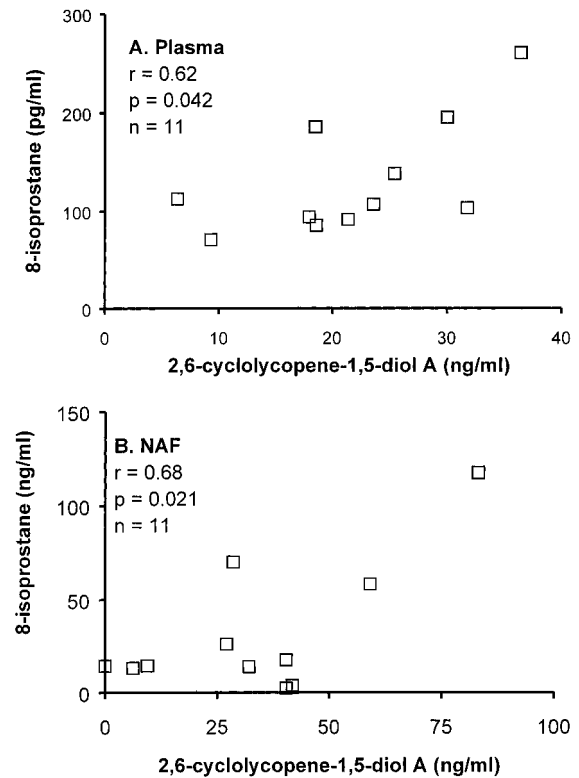 300
A. Plasma
r = 0.62
p = 0.042
n = 11
200
100
0
8-isoprostane (pg/ml)
0 10 20 30 40
2,6-cyclolycopene-1,5-diol A (ng/ml)
150
B. NAF
r = 0.68
p = 0.021
n = 11
100
50
0
8-isoprostane (ng/ml)
0 25 50 75 100
2,6-cyclolycopene-1,5-diol A (ng/ml)